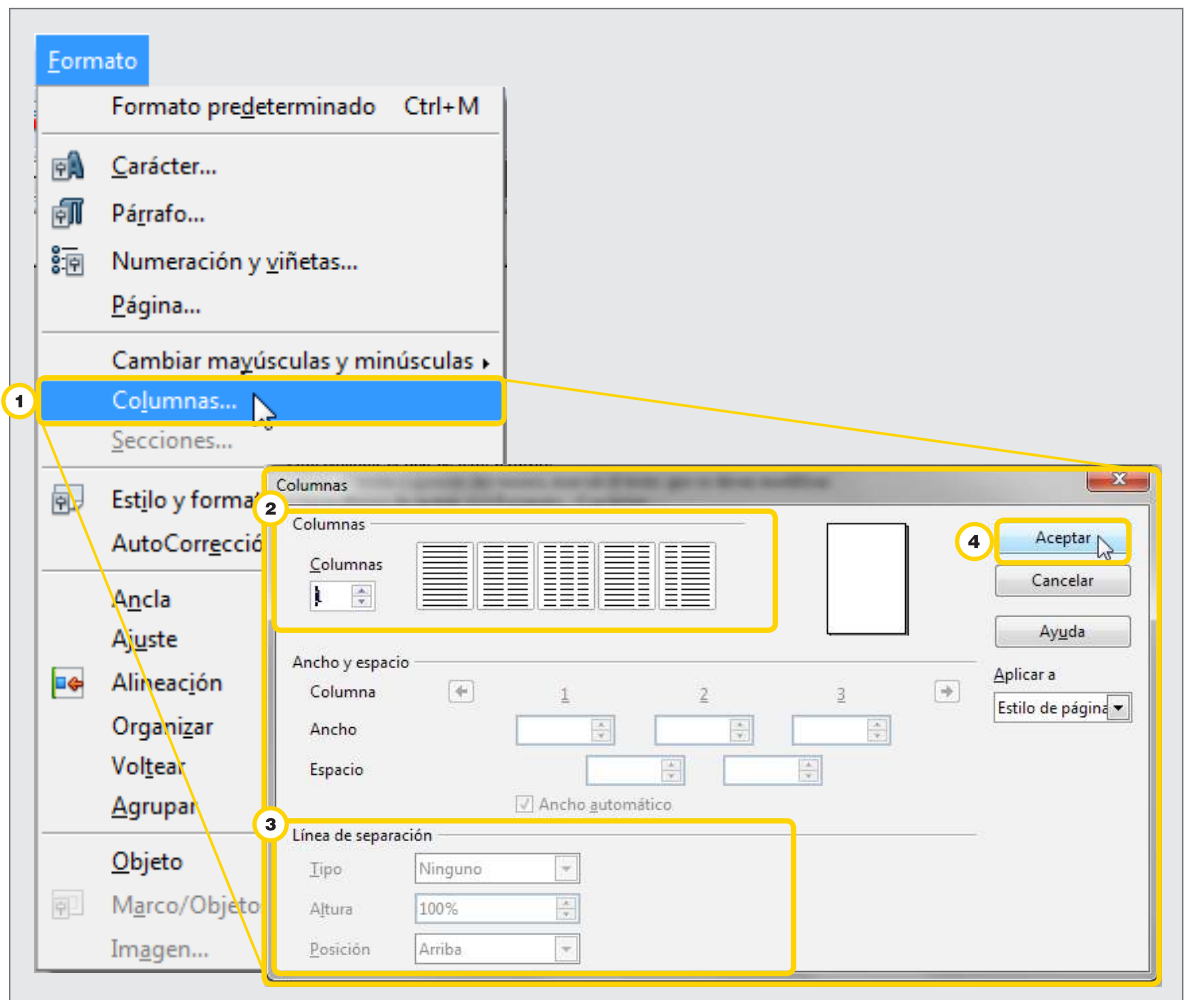 Formato
Formato predeterminado Ctrl+M
Carácter...
Párrafo...
Numeración y viñetas...
Página...
Cambiar mayúsculas y minúsculas
1
Columnas...
Secciones...
Estilo y format
AutoCorrecció
Ancla
Ajuste
Alineación
Organizar
Voltear
Agrupar
Objeto
Marco/Objeto
Imagen...
Columnas
2
Columnas
Columnas
4
Aceptar
Cancelar
Ayuda
Aplicar a
Estilo de página
Ancho y espacio
Columna 1 2 3
Ancho
Espacio
Ancho automático
3
Línea de separación
Tipo Ninguno
Altura 100%
Posición Arriba